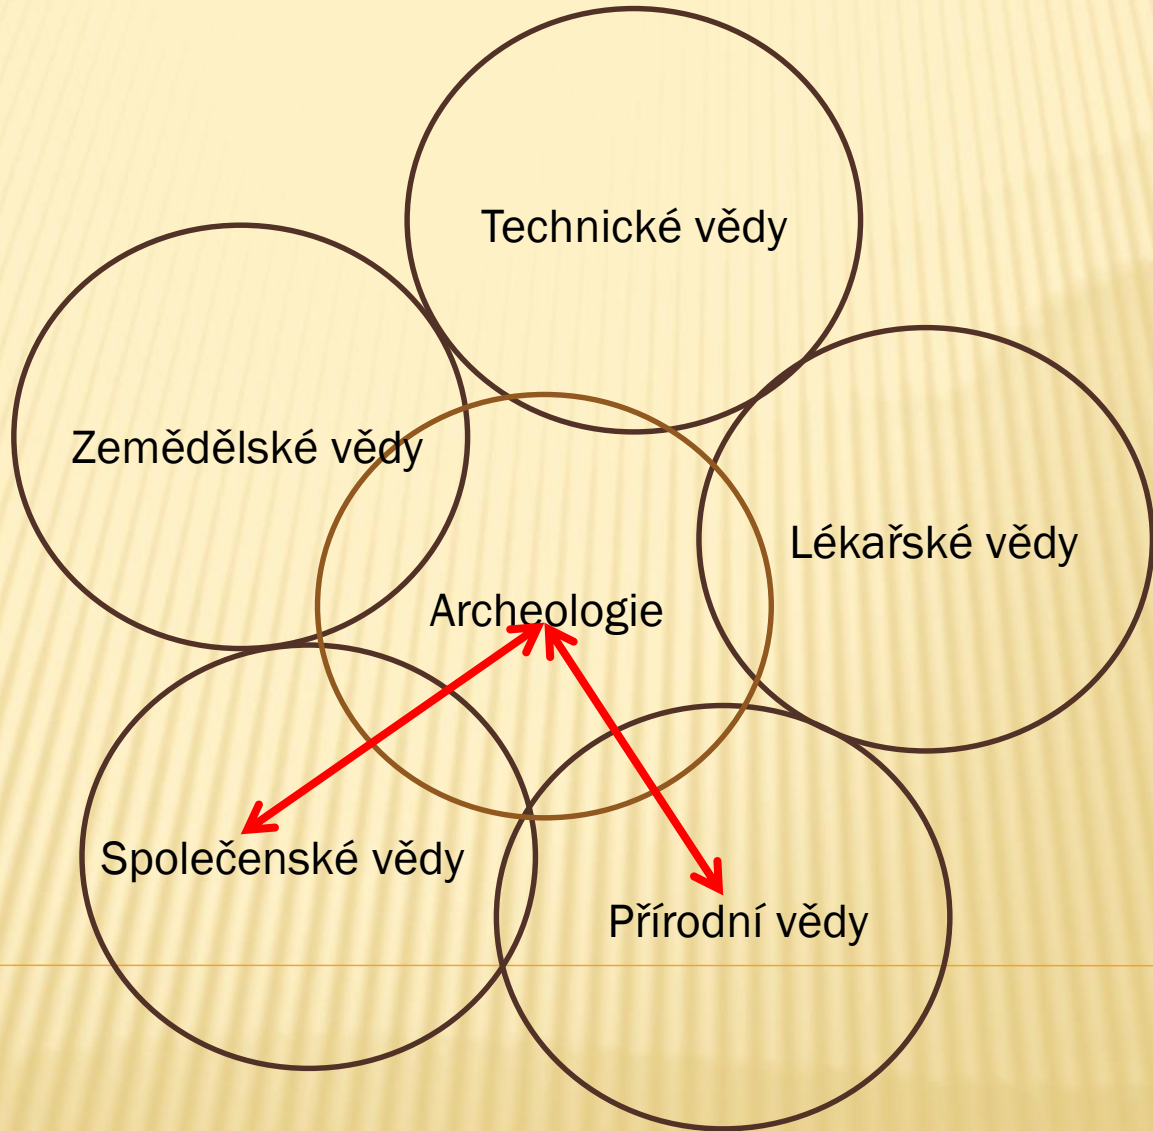 Technické vědy
Zemědělské vědy
Lékařské vědy
Archeologie
Společenské vědy
Přírodní vědy